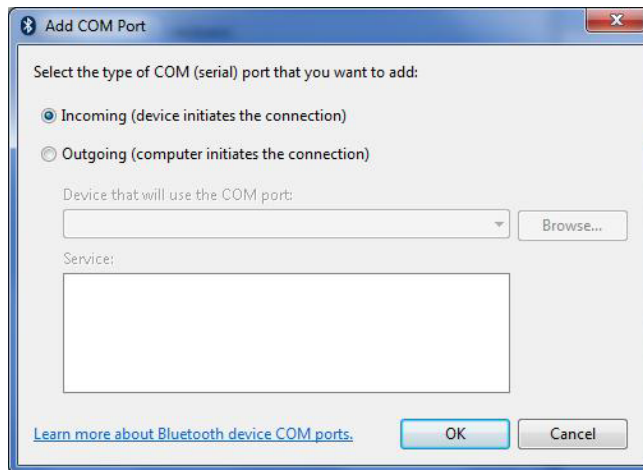 Add COM Port
Select the type of COM (serial) port that you want to add:
Incoming (device initiates the connection)
Outgoing (computer initiates the connection)
Device that will use the COM port:
Browse...
Service:
Learn more about Bluetooth device COM ports.
OK
Cancel